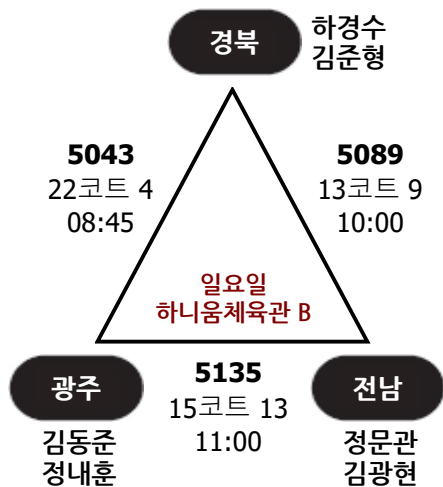 경북
하경수
김준형
5043
22코트 4
08:45
5089
13코트 9
10:00
일요일
하니움체육관 B
광주
김동준
정내훈
5135
15코트 13
11:00
전남
정문관
김광현